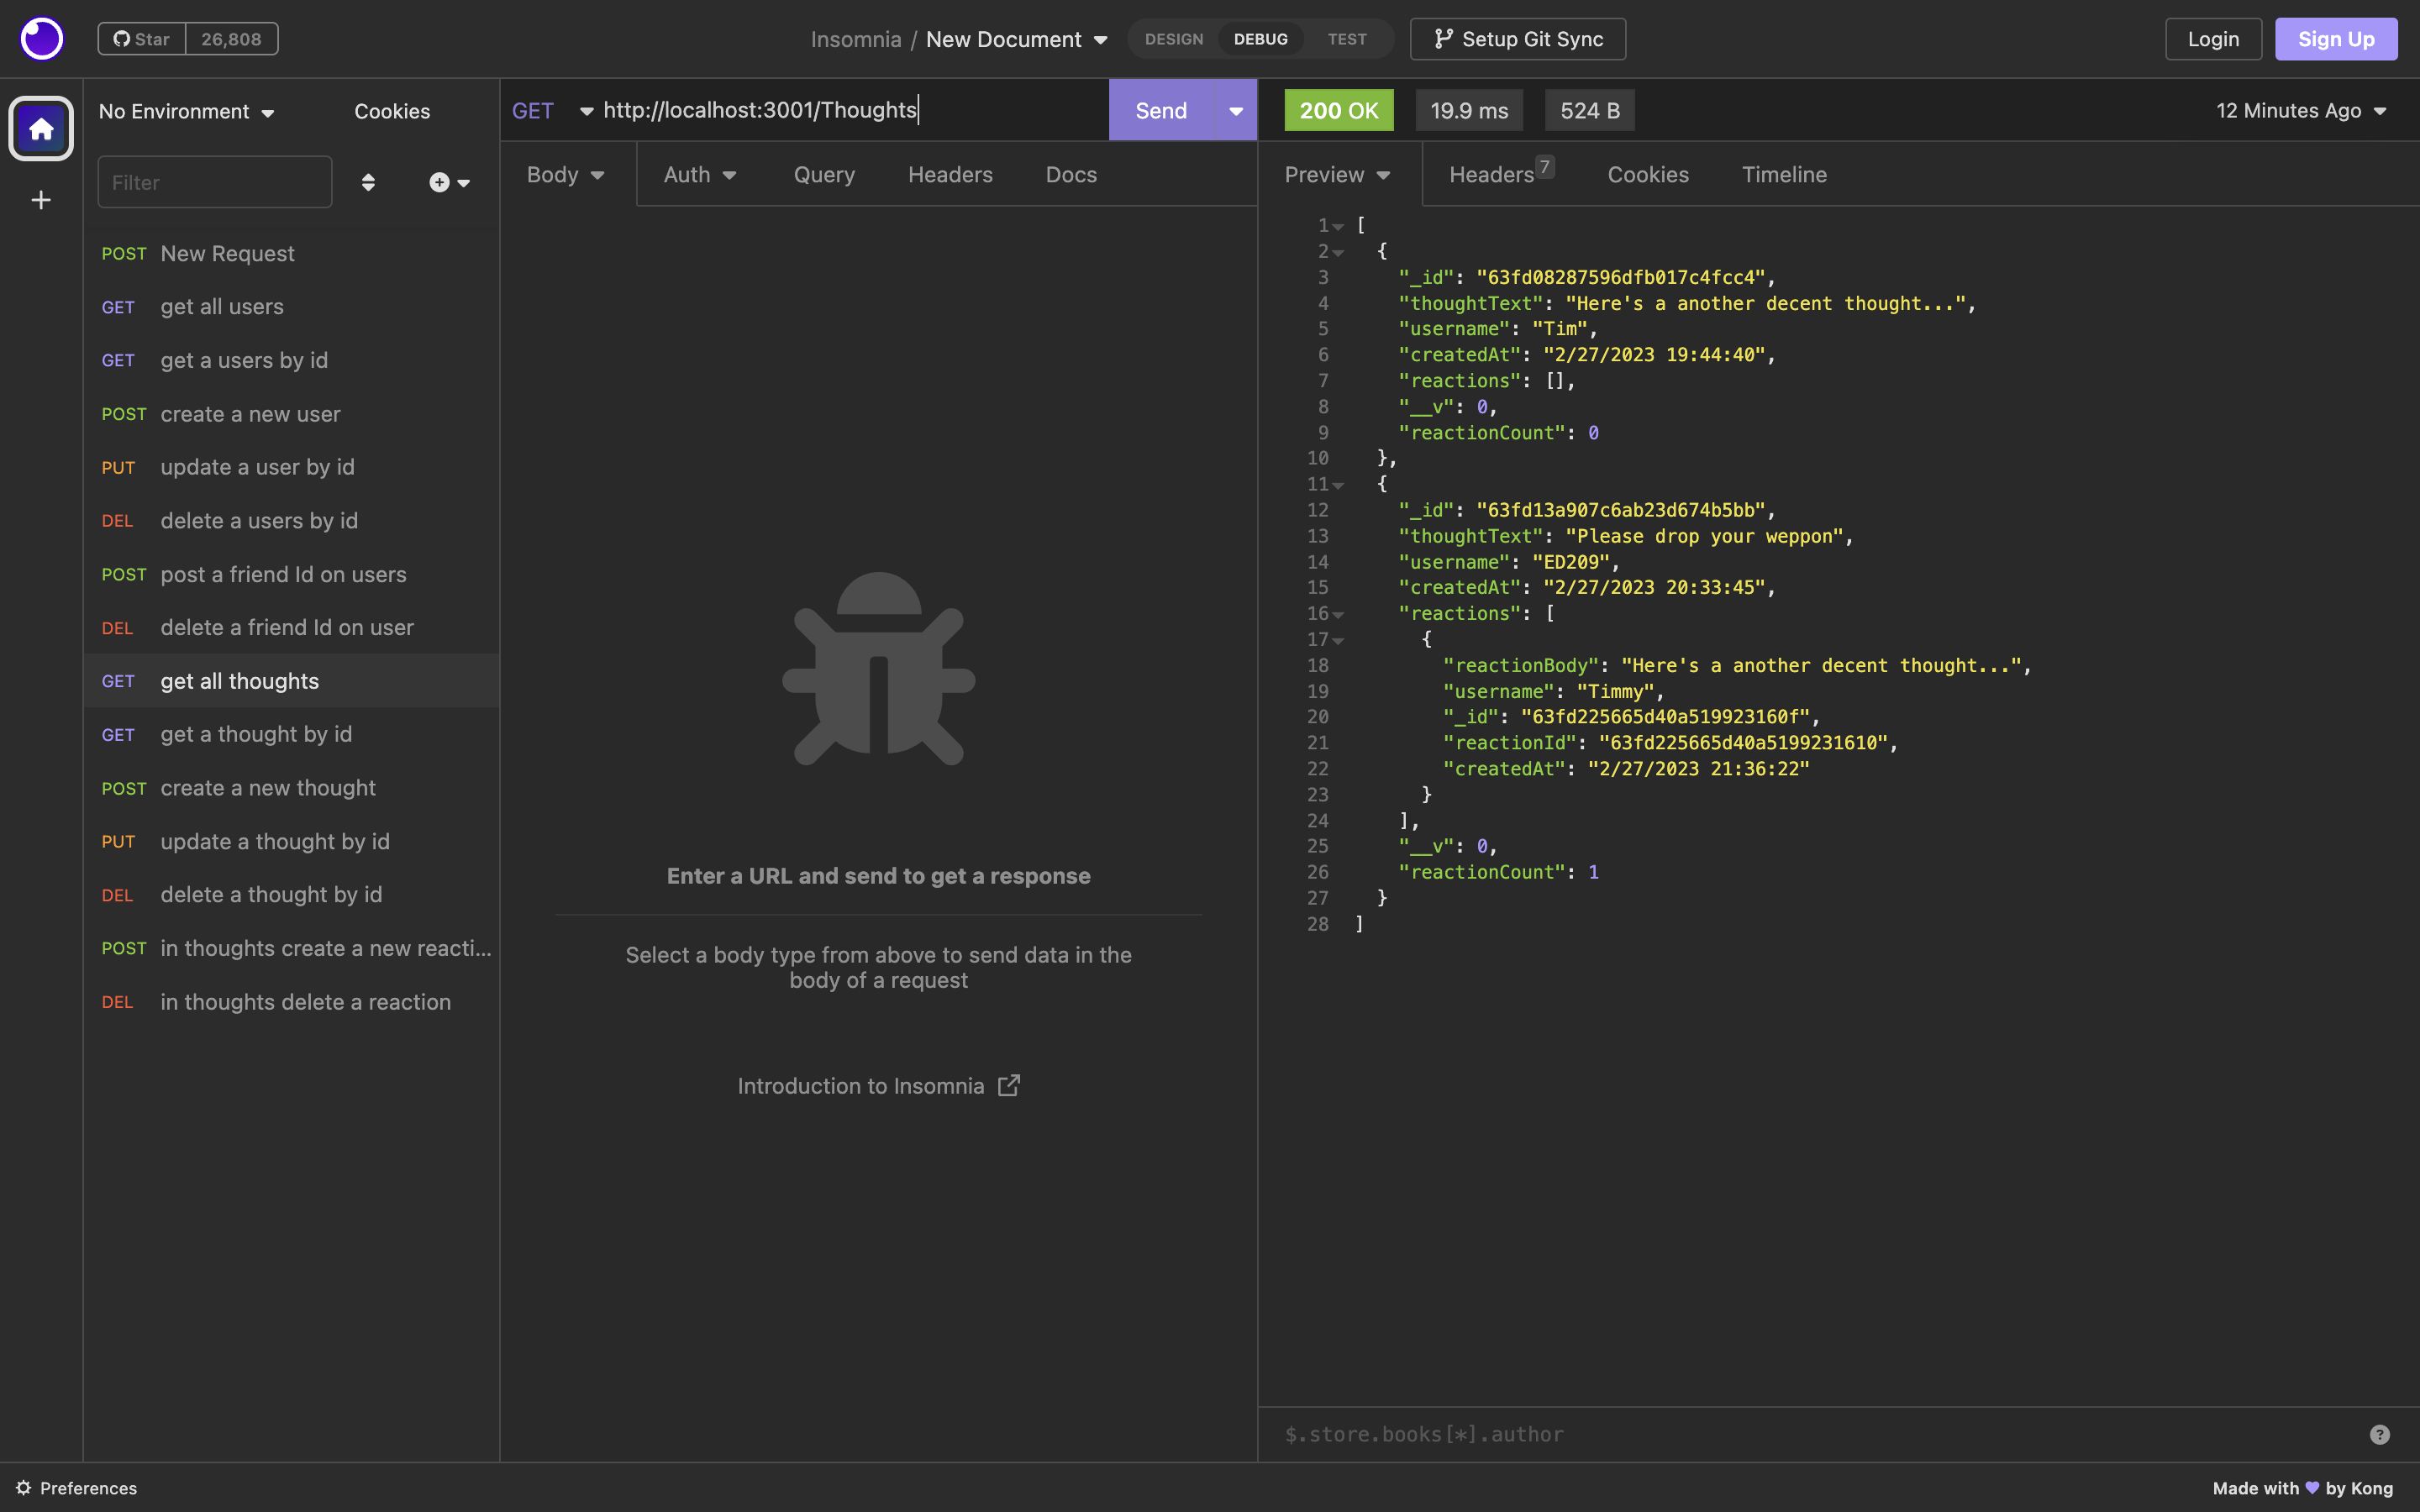 Star 26,808
Insomnia / New Document
DESIGN DEBUG TEST
Setup Git Sync
Login
Sign Up
No Environment
Cookies
Filter
POST New Request
GET get all users
GET get a users by id
POST create a new user
PUT update a user by id
DEL delete a users by id
POST post a friend Id on users
DEL delete a friend Id on user
GET get all thoughts
GET get a thought by id
POST create a new thought
PUT update a thought by id
DEL delete a thought by id
POST in thoughts create a new reacti...
DEL in thoughts delete a reaction
GET http://localhost:3001/Thoughts
Send
Body Auth Query Headers Docs
Enter a URL and send to get a response
Select a body type from above to send data in the
body of a request
Introduction to Insomnia
200 OK 19.9 ms 524 B
12 Minutes Ago
Preview Headers 7 Cookies Timeline
1 [
2 {
3 "_id": "63fd08287596dfb017c4fcc4",
4 "thoughtText": "Here's a another decent thought...",
5 "username": "Tim",
6 "createdAt": "2/27/2023 19:44:40",
7 "reactions": [],
8 "__v": 0,
9 "reactionCount": 0
10 },
11 {
12 "_id": "63fd13a907c6ab23d674b5bb",
13 "thoughtText": "Please drop your weppon",
14 "username": "ED209",
15 "createdAt": "2/27/2023 20:33:45",
16 "reactions": [
17 {
18 "reactionBody": "Here's a another decent thought...",
19 "username": "Timmy",
20 "_id": "63fd225665d40a519923160f",
21 "reactionId": "63fd225665d40a5199231610",
22 "createdAt": "2/27/2023 21:36:22"
23 }
24 ],
25 "__v": 0,
26 "reactionCount": 1
27 }
28 ]
$.store.books[*].author
?
Preferences
Made with 💜 by Kong